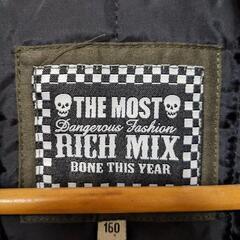 THE MOST
Dangerous Fashion
RICH MIX
BONE THIS YEAR
160